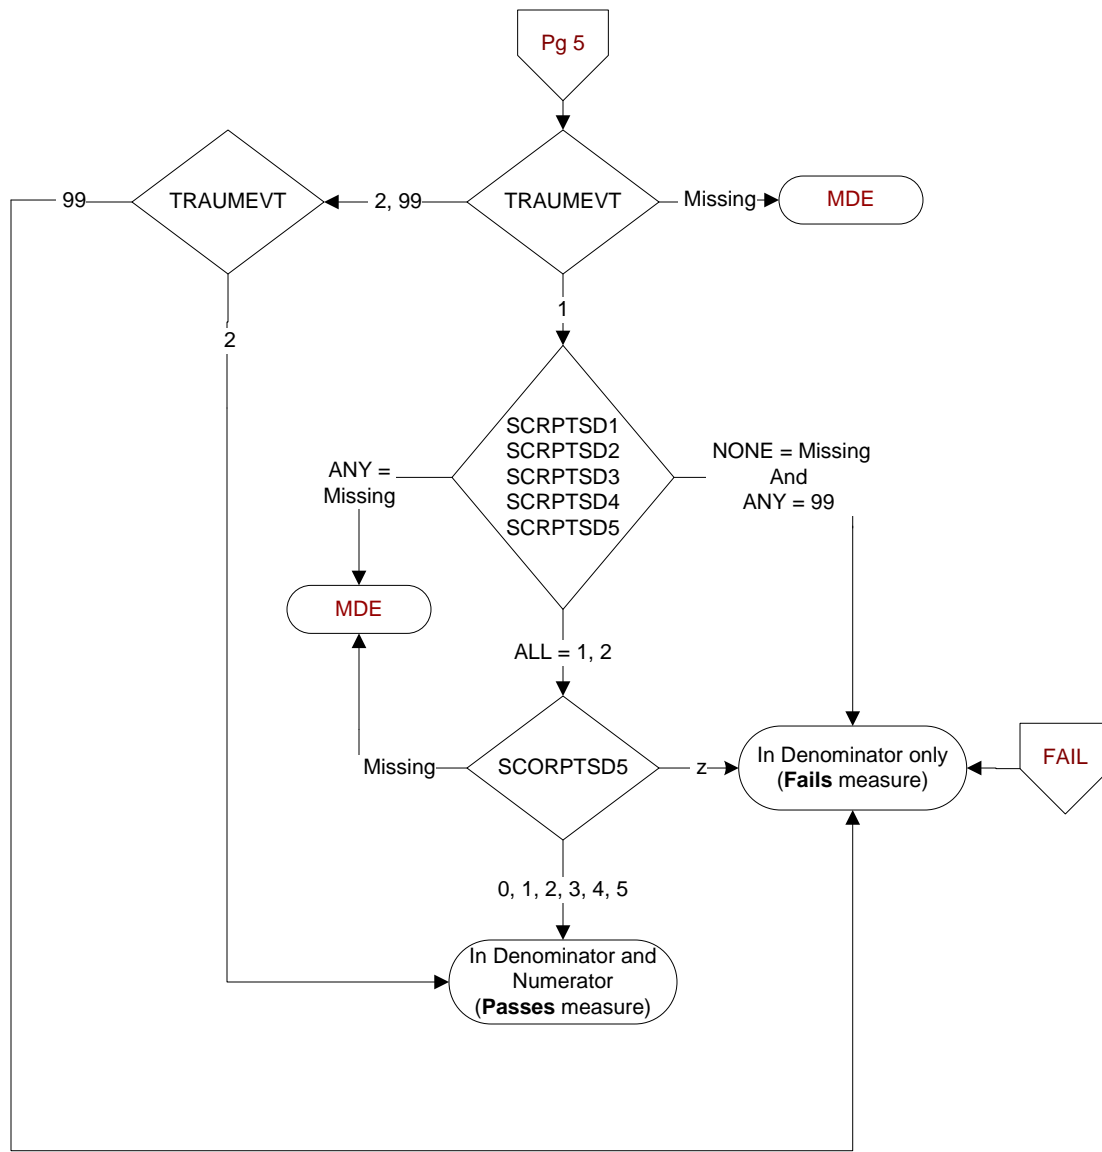 Pg 5
99
TRAUMEVT
2, 99
TRAUMEVT
Missing
MDE
1
2
SCRPTSD1
SCRPTSD2
SCRPTSD3
SCRPTSD4
SCRPTSD5
ANY =
Missing
NONE = Missing
And
ANY = 99
MDE
ALL = 1, 2
Missing
SCORPTSD5
z
In Denominator only
(Fails measure)
FAIL
0, 1, 2, 3, 4, 5
In Denominator and
Numerator
(Passes measure)